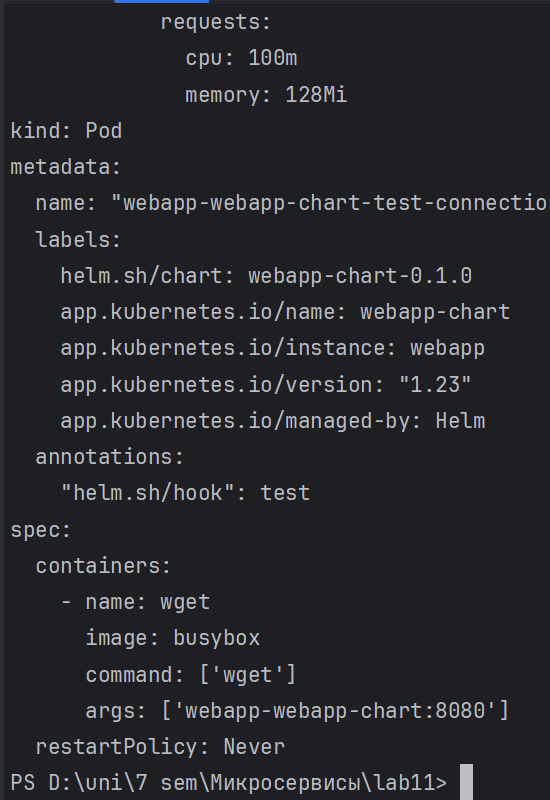 requests:
cpu: 100m
memory: 128Mi
kind: Pod
metadata:
name: "webapp-webapp-chart-test-connectio
labels:
helm.sh/chart: webapp-chart-0.1.0
app.kubernetes.io/name: webapp-chart
app.kubernetes.io/instance: webapp
app.kubernetes.io/version: "1.23"
app.kubernetes.io/managed-by: Helm
annotations:
"helm.sh/hook": test
spec:
containers:
- name: wget
image: busybox
command: ['wget']
args: ['webapp-webapp-chart:8080']
restartPolicy: Never
PS D:\uni\7 sem\Микросервисы\lab11>